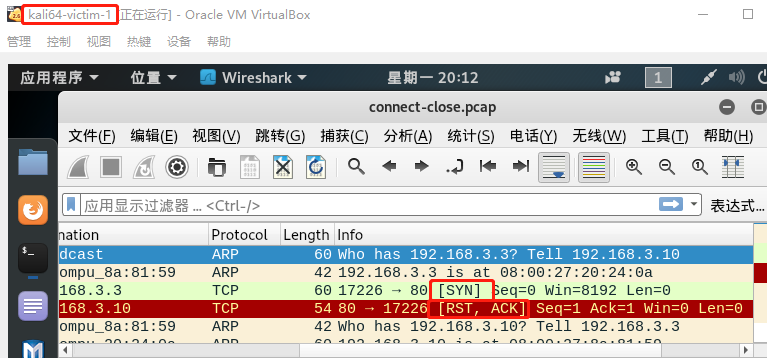 kali64-victim-1 [正在运行] - Oracle VM VirtualBox
管理 控制 视图 热键 设备 帮助
应用程序 位置 Wireshark 星期一 20:12 1
connect-close.pcap
文件(F) 编辑(E) 视图(V) 跳转(G) 捕获(C) 分析(A) 统计(S) 电话(Y) 无线(W) 工具(T) 帮助(H)
应用显示过滤器 … <Ctrl-/> 表达式…
nation Protocol Length Info
dcast ARP 60 Who has 192.168.3.3? Tell 192.168.3.10
ompu_8a:81:59 ARP 42 192.168.3.3 is at 08:00:27:20:24:0a
168.3.3 TCP 60 17226 → 80 [SYN] Seq=0 Win=8192 Len=0
168.3.10 TCP 54 80 → 17226 [RST, ACK] Seq=1 Ack=1 Win=0 Len=0
ompu_8a:81:59 ARP 42 Who has 192.168.3.10? Tell 192.168.3.3